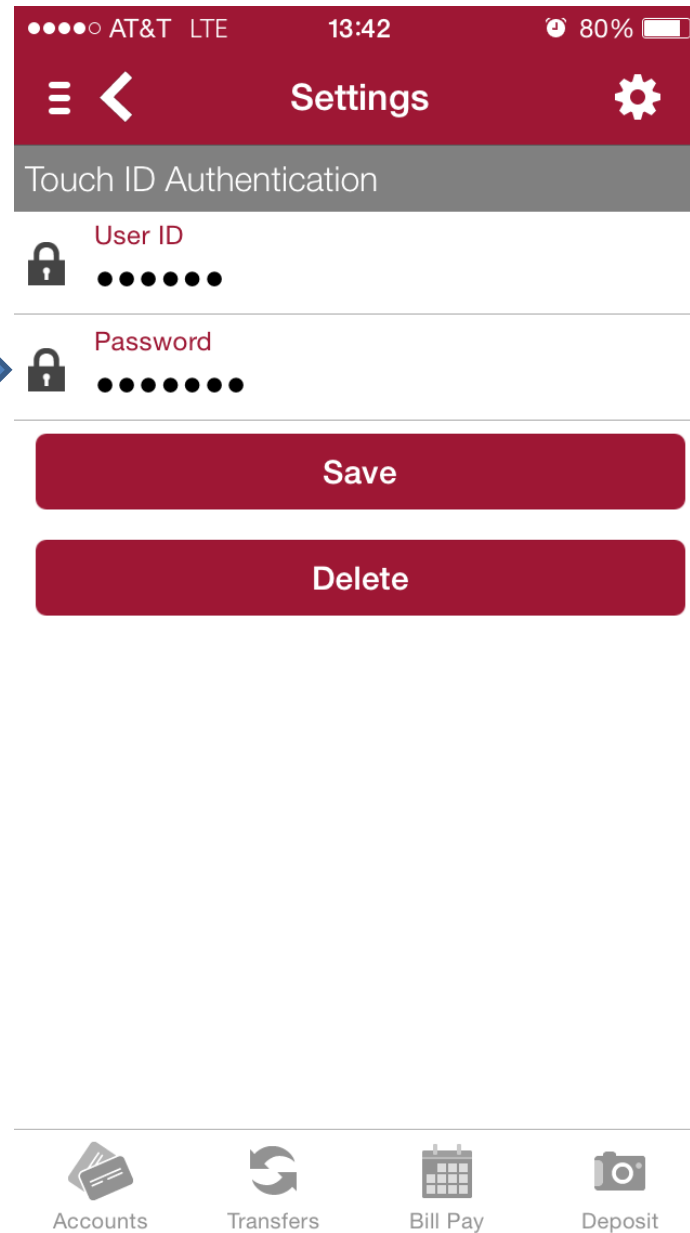 ●●●●○ AT&T LTE 13:42 80%
Settings
Touch ID Authentication
User ID
●●●●●●
Password
●●●●●●●
Save
Delete
Accounts Transfers Bill Pay Deposit